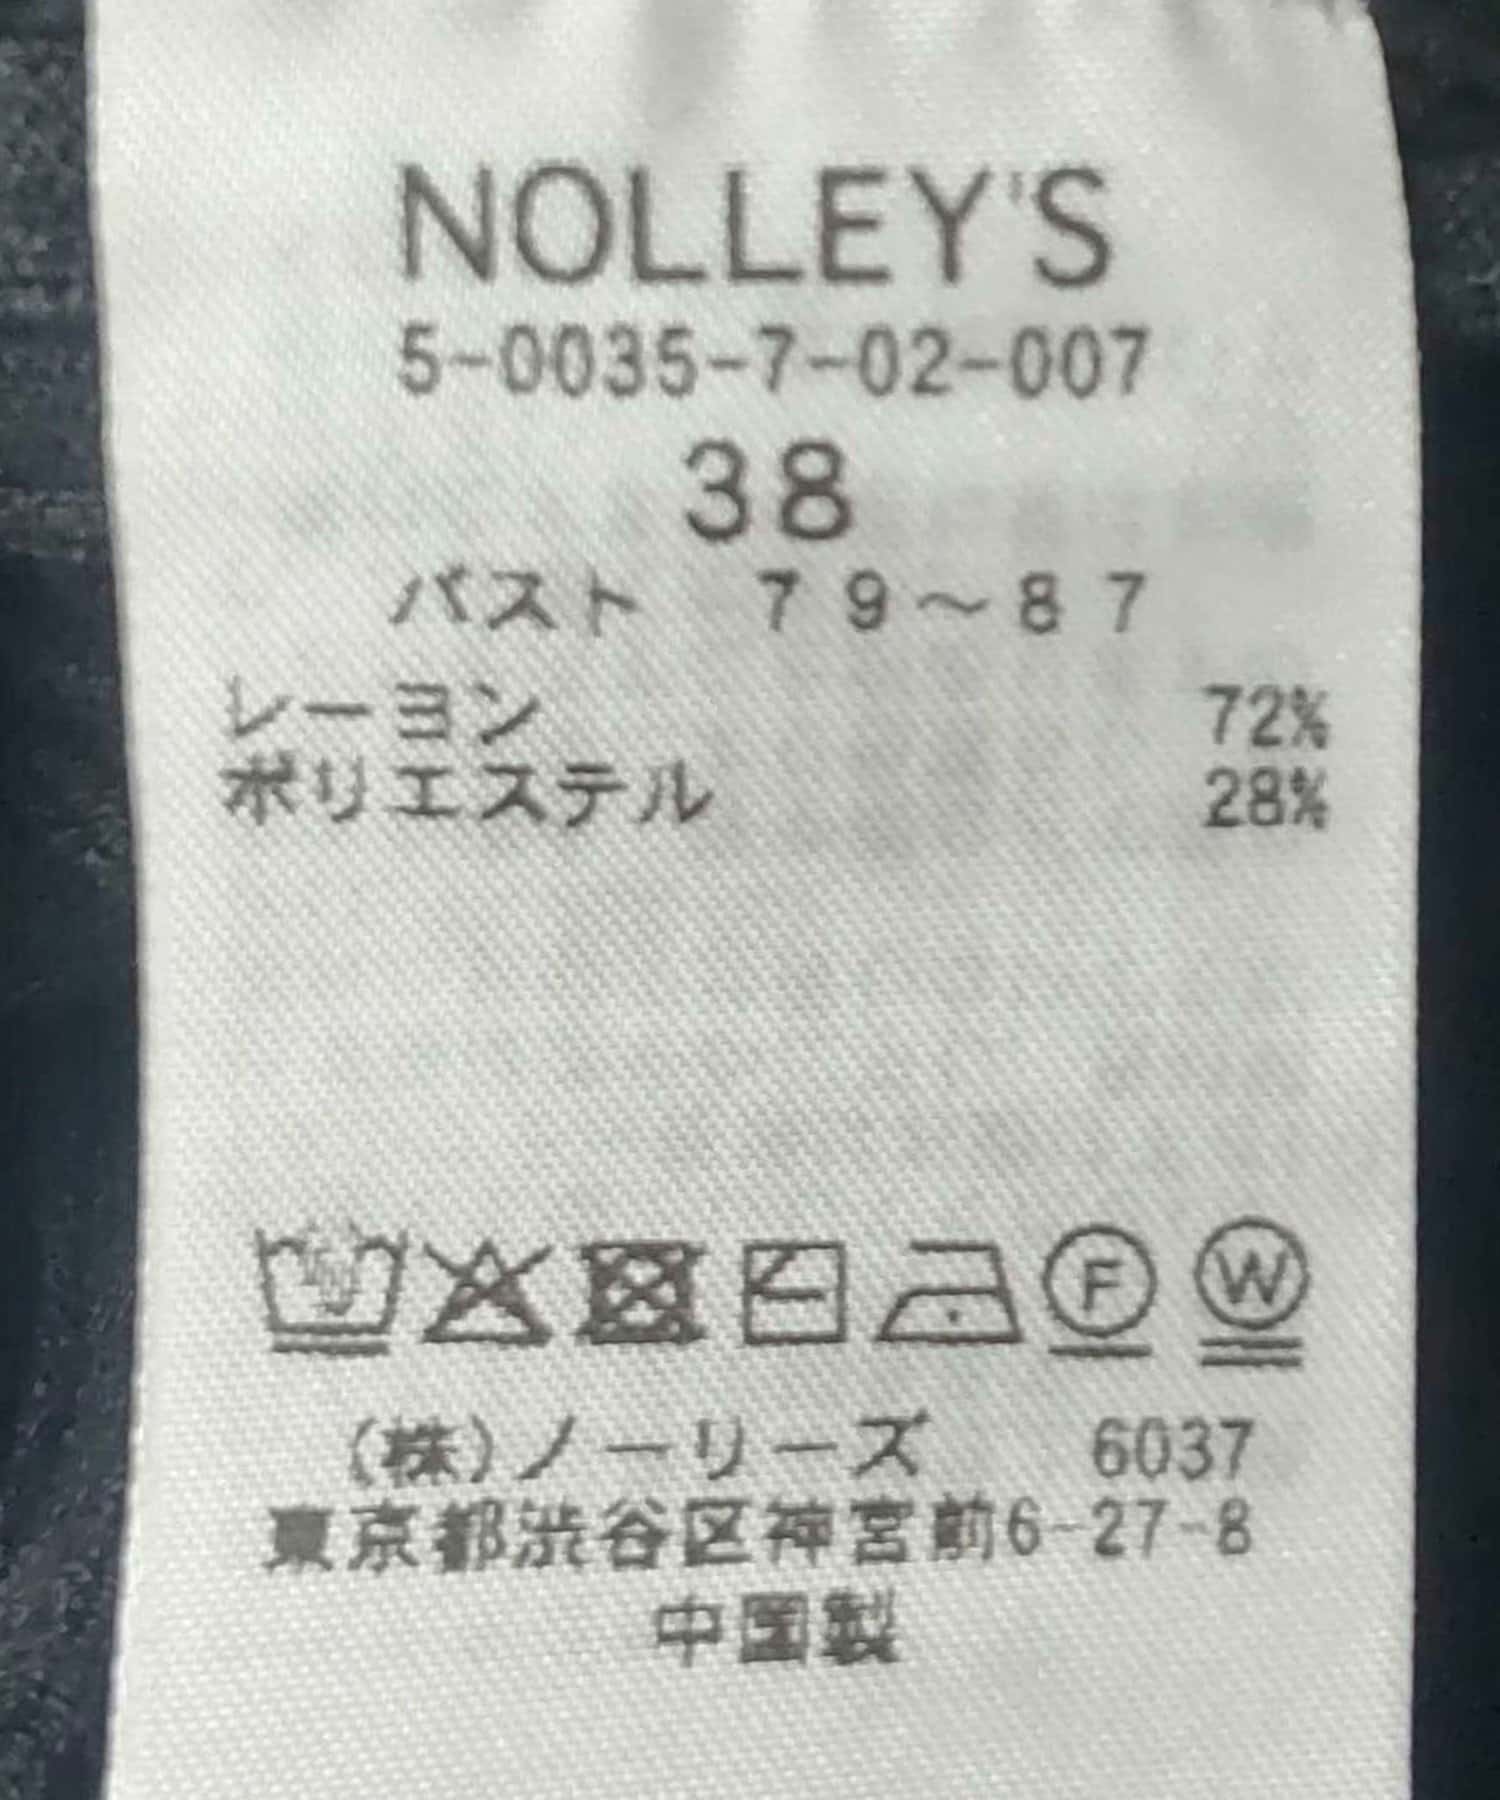 NOLLEY'S
5-0035-7-02-007
38
バスト 79～87
レーヨン 72%
ポリエステル 28%
F W
(株)ノーリーズ 6037
東京都渋谷区神宮前6-27-8
中国製